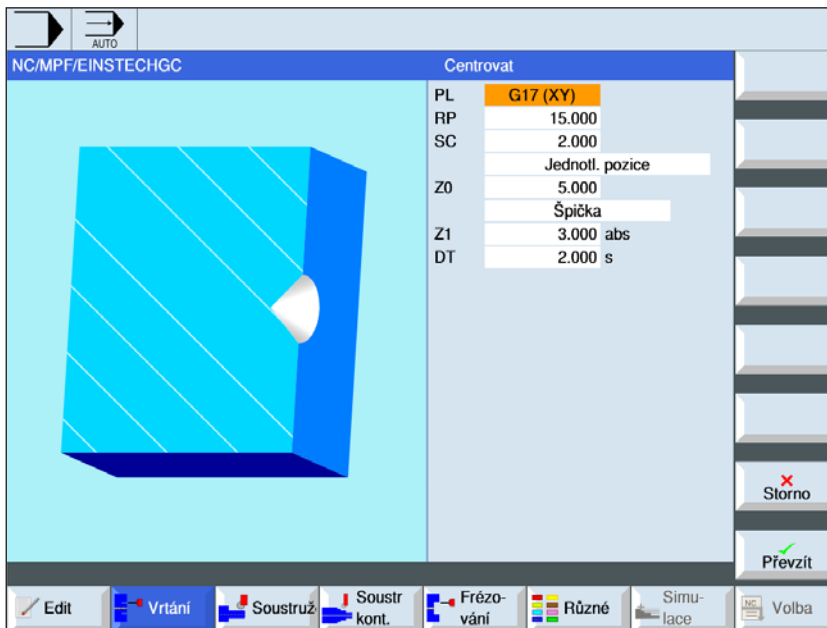 AUTO
NC/MPF/EINSTECHGC
Centrovat
PL G17 (XY)
RP 15.000
SC 2.000
Jednotl. pozice
Z0 5.000
Špička
Z1 3.000 abs
DT 2.000 s
Storno
Převzít
Edit
Vrtání
Soustruž
Soustr
kont.
Frézo-
vání
Různé
Simu-
lace
NC
Volba